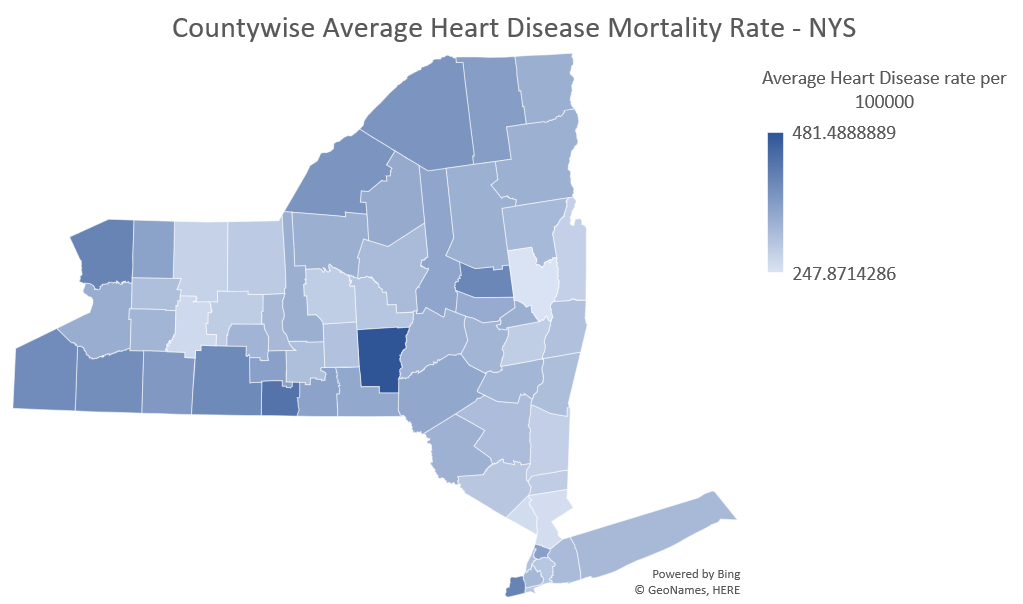 Countywise Average Heart Disease Mortality Rate - NYS
Average Heart Disease rate per
100000
481.4888889
247.8714286
Powered by Bing
© GeoNames, HERE